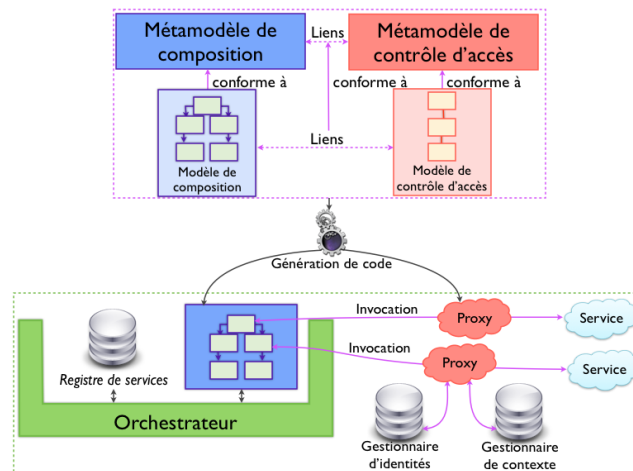 Métamodèle de
composition
Liens
Métamodèle de
contrôle d'accès
conforme à
conforme à
conforme à
Liens
Modèle de
composition
Modèle de
contrôle d'accès
Génération de code
Invocation
Proxy
Service
Invocation
Proxy
Service
Registre de services
Orchestrateur
Gestionnaire
d'identités
Gestionnaire
de contexte